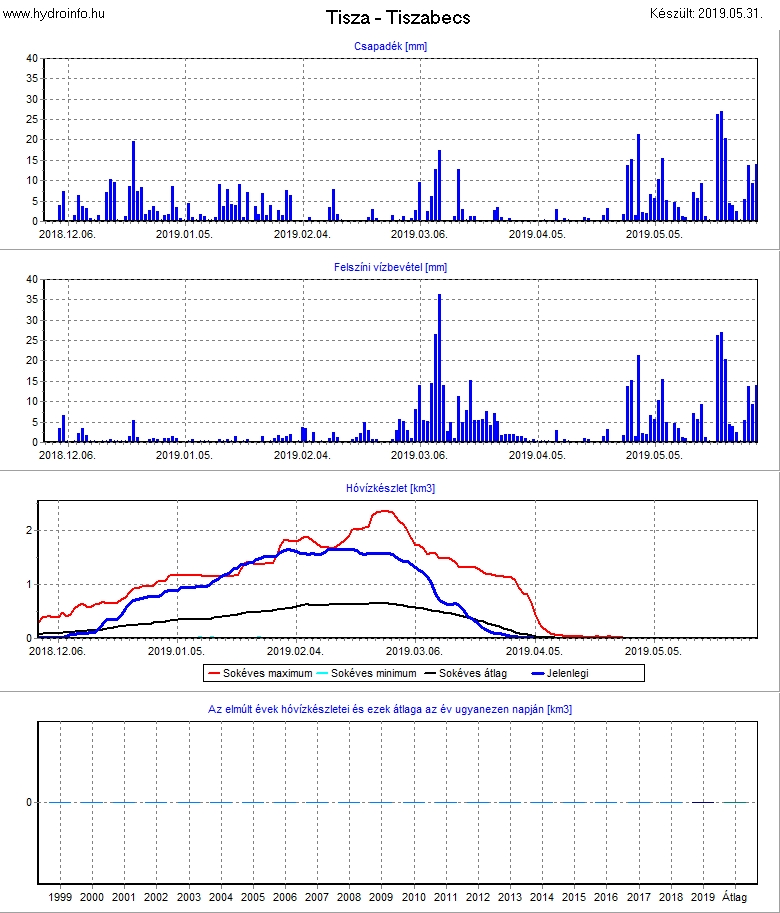 www.hydroinfo.hu
Tisza - Tiszabecs
Készült: 2019.05.31.
Csapadék [mm]
40
35
30
25
20
15
10
5
0
2018.12.06. 2019.01.05. 2019.02.04. 2019.03.06. 2019.04.05. 2019.05.05.
Felszíni vízbevétel [mm]
40
35
30
25
20
15
10
5
0
2018.12.06. 2019.01.05. 2019.02.04. 2019.03.06. 2019.04.05. 2019.05.05.
Hóvízkészlet [km3]
2
1
0
2018.12.06. 2019.01.05. 2019.02.04. 2019.03.06. 2019.04.05. 2019.05.05.
Sokéves maximum Sokéves minimum Sokéves átlag Jelenlegi
Az elmúlt évek hóvízkészletei és ezek átlaga az év ugyanezen napján [km3]
0
1999 2000 2001 2002 2003 2004 2005 2006 2007 2008 2009 2010 2011 2012 2013 2014 2015 2016 2017 2018 2019 Átlag